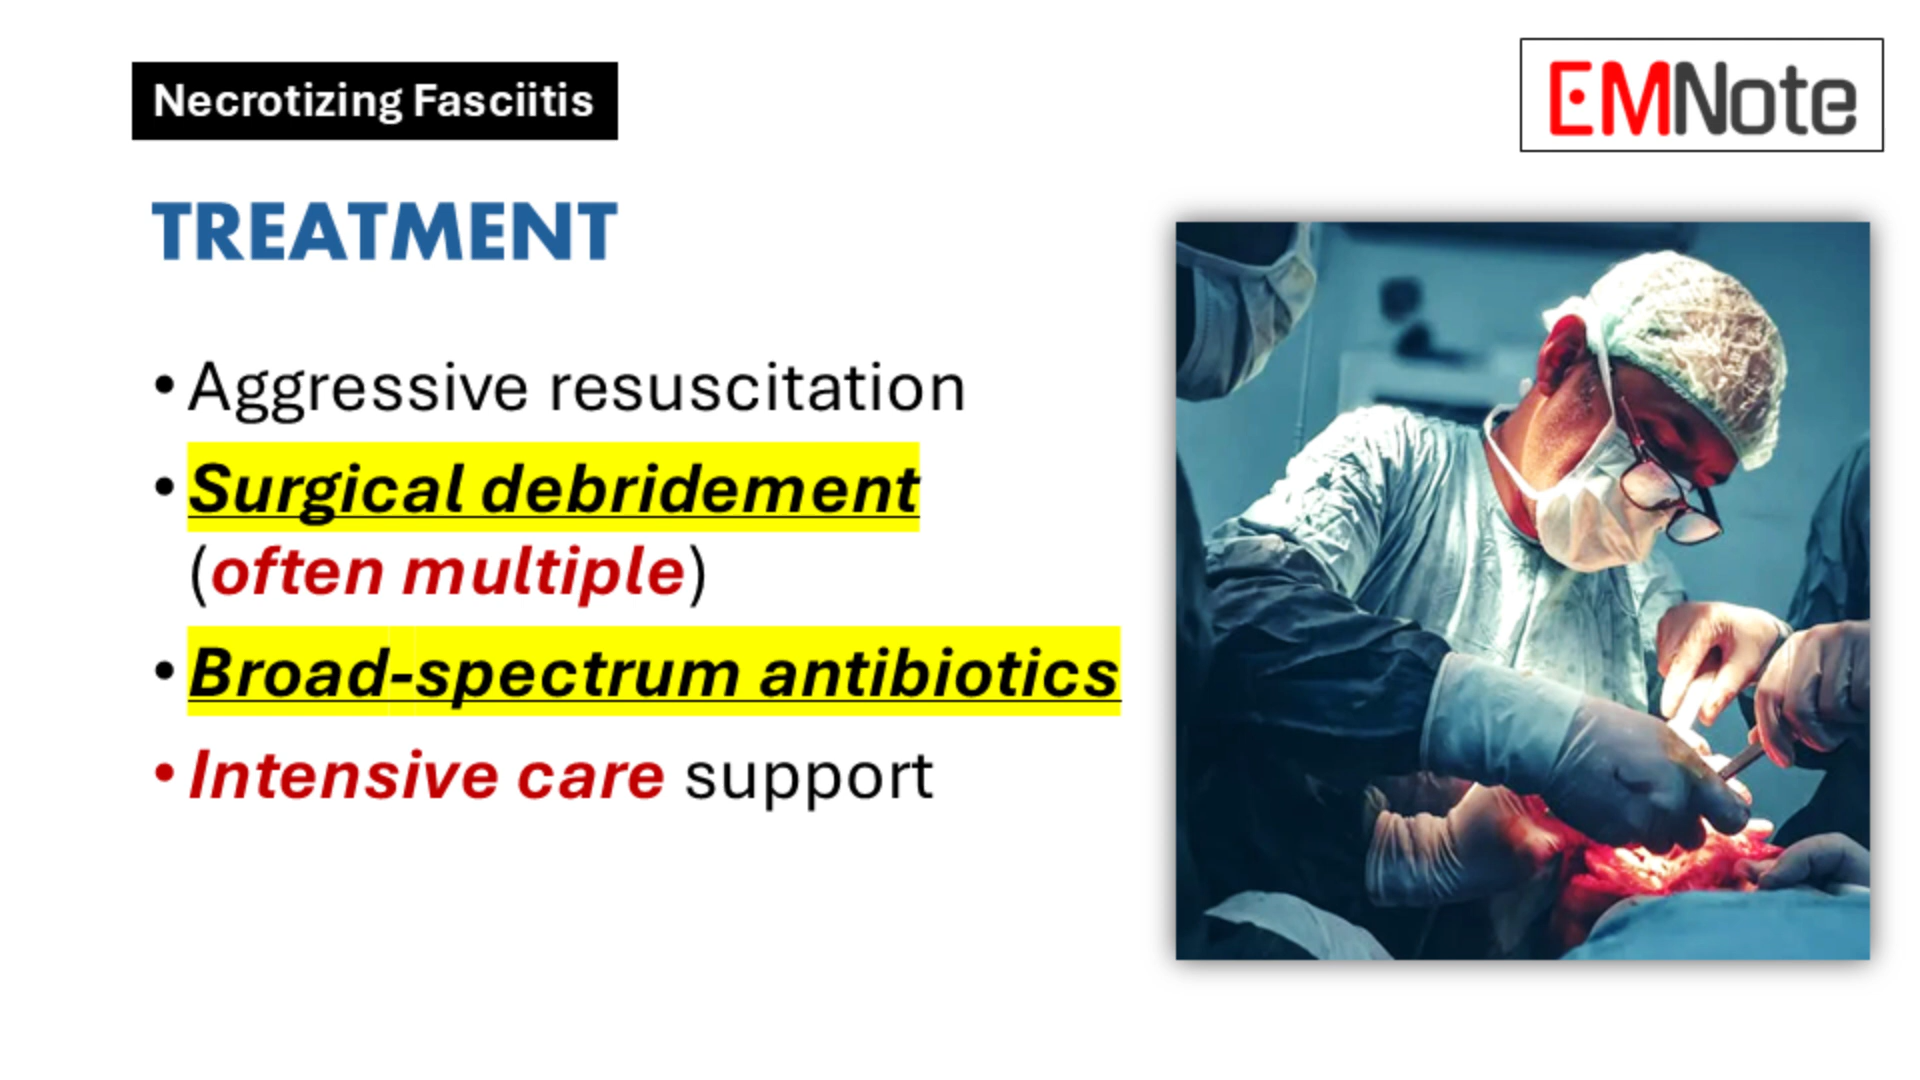 Necrotizing Fasciitis
EMNote
TREATMENT
• Aggressive resuscitation
• Surgical debridement
(often multiple)
• Broad-spectrum antibiotics
• Intensive care support